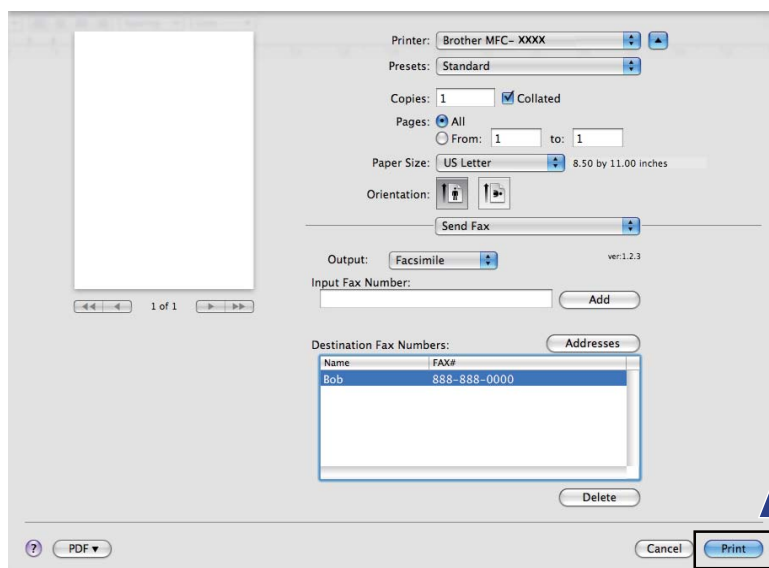 Printer: Brother MFC- XXXX
Presets: Standard
Copies: 1 Collated
Pages: All
From: 1 to: 1
Paper Size: US Letter 8.50 by 11.00 inches
Orientation:
Send Fax
Output: Facsimile ver:1.2.3
Input Fax Number:
Add
1 of 1
Destination Fax Numbers: Addresses
Name FAX#
Bob 888-888-0000
Delete
? PDF Cancel Print